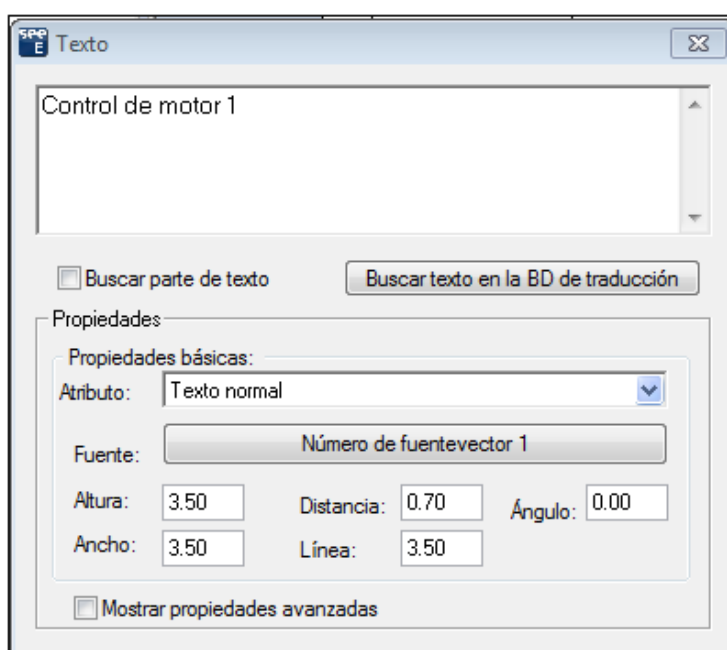 see
E
Texto
Control de motor 1
Buscar parte de texto Buscar texto en la BD de traducción
Propiedades
Propiedades básicas:
Atributo: Texto normal
Fuente: Número de fuentevector 1
Altura: 3.50 Distancia: 0.70 Ángulo: 0.00
Ancho: 3.50 Línea: 3.50
Mostrar propiedades avanzadas